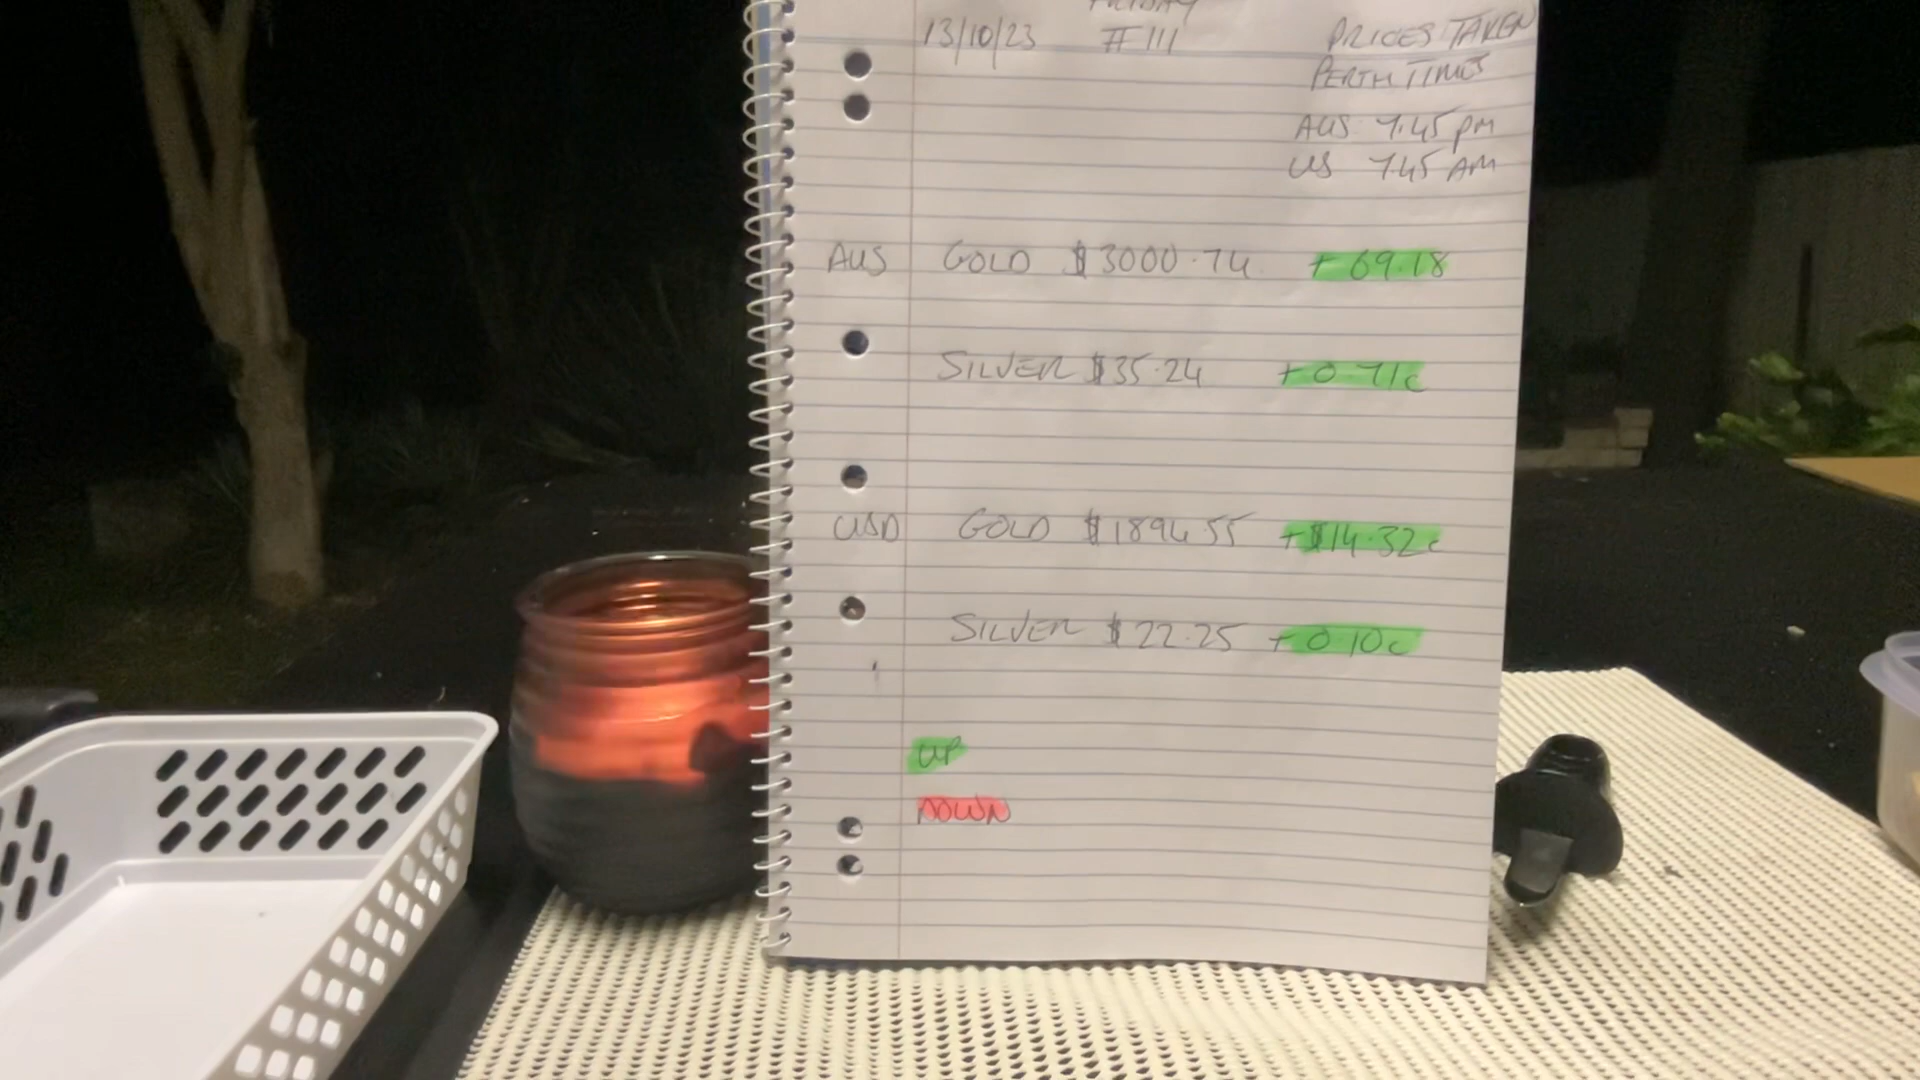 FRIDAY
13/10/23 #111 PRICES TAKEN
PERTH TIMES
AUS 7.45 pm
US 7.45 AM
AUS GOLD $3000.74 +69.18
SILVER $35.24 +0.71c
USD GOLD $1894.55 +$14.32c
SILVER $22.25 +0.10c
UP
DOWN